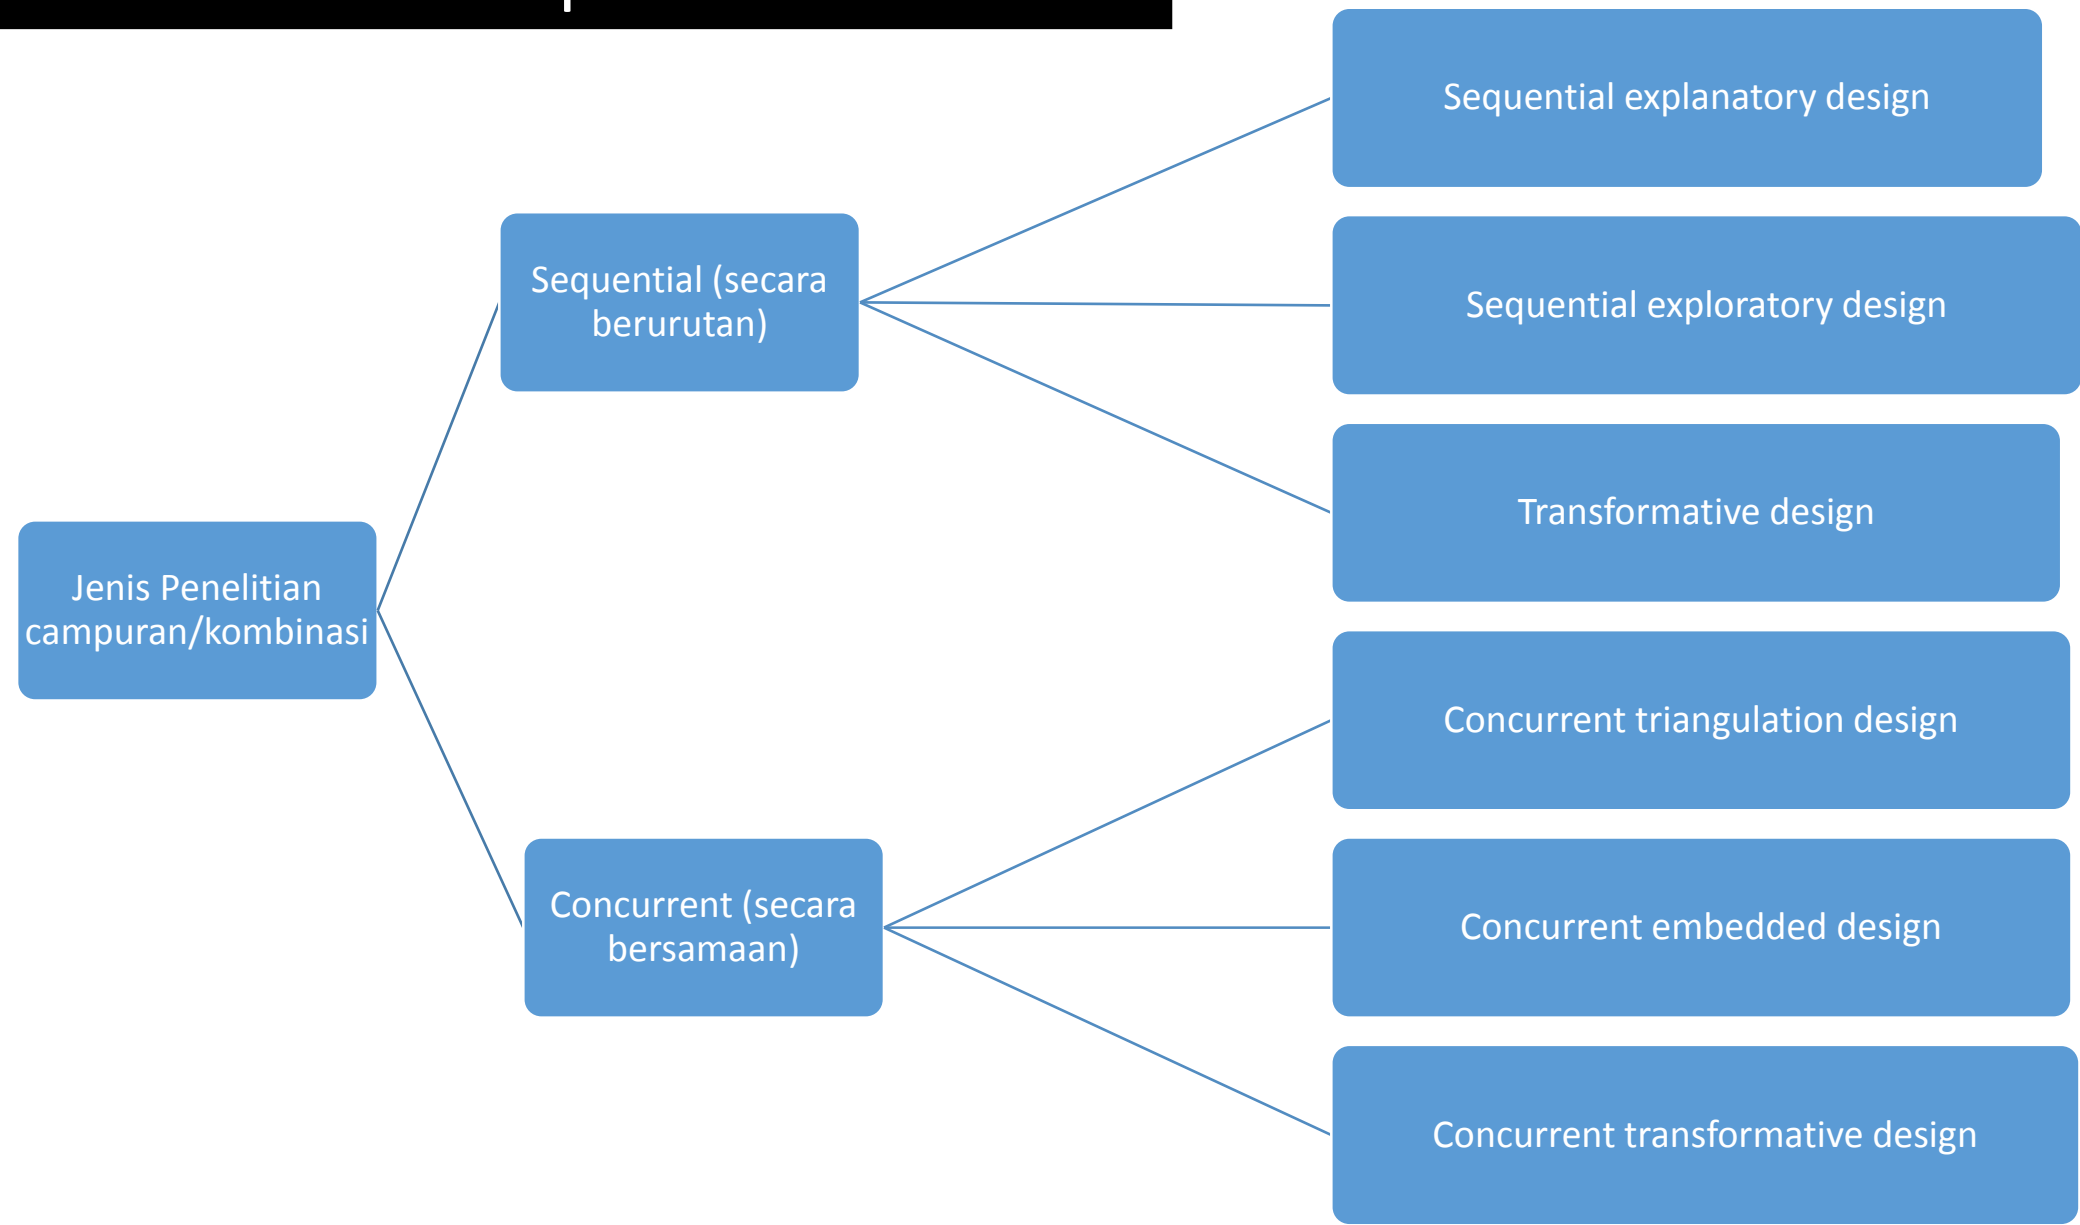 Jenis Penelitian
campuran/kombinasi
Sequential (secara
berurutan)
Sequential explanatory design
Sequential exploratory design
Transformative design
Concurrent (secara
bersamaan)
Concurrent triangulation design
Concurrent embedded design
Concurrent transformative design